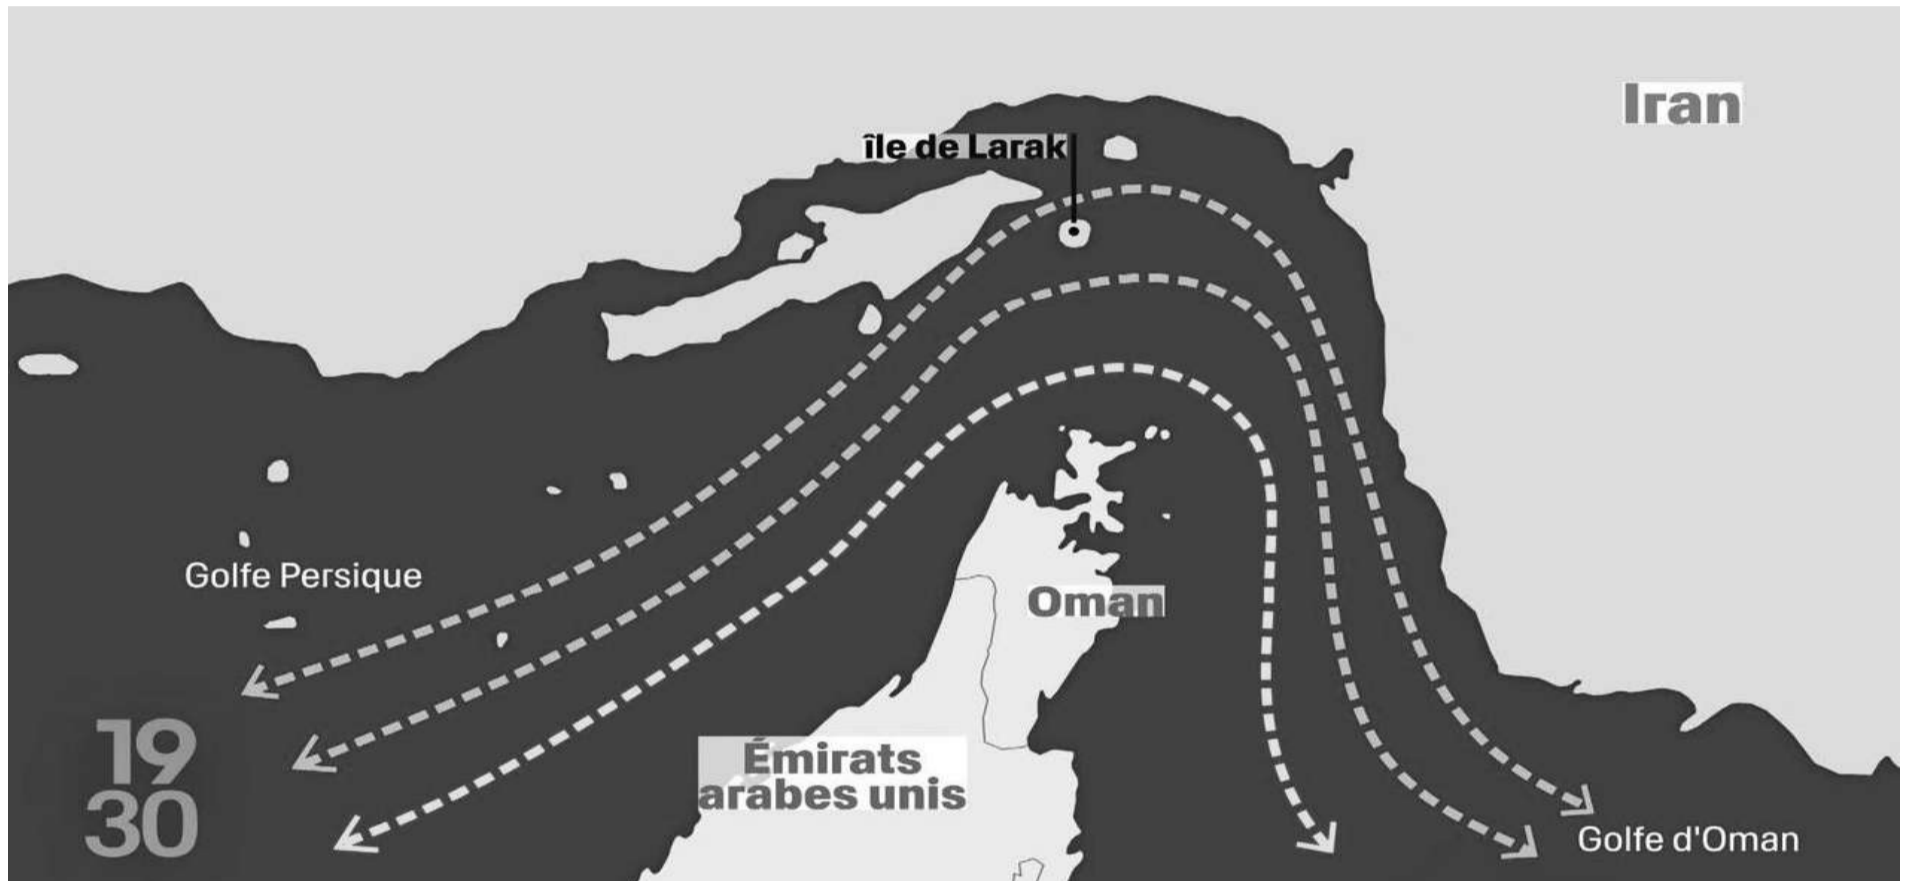 Iran
île de Larak
Golfe Persique
Oman
Émirats
arabes unis
19
30
Golfe d'Oman